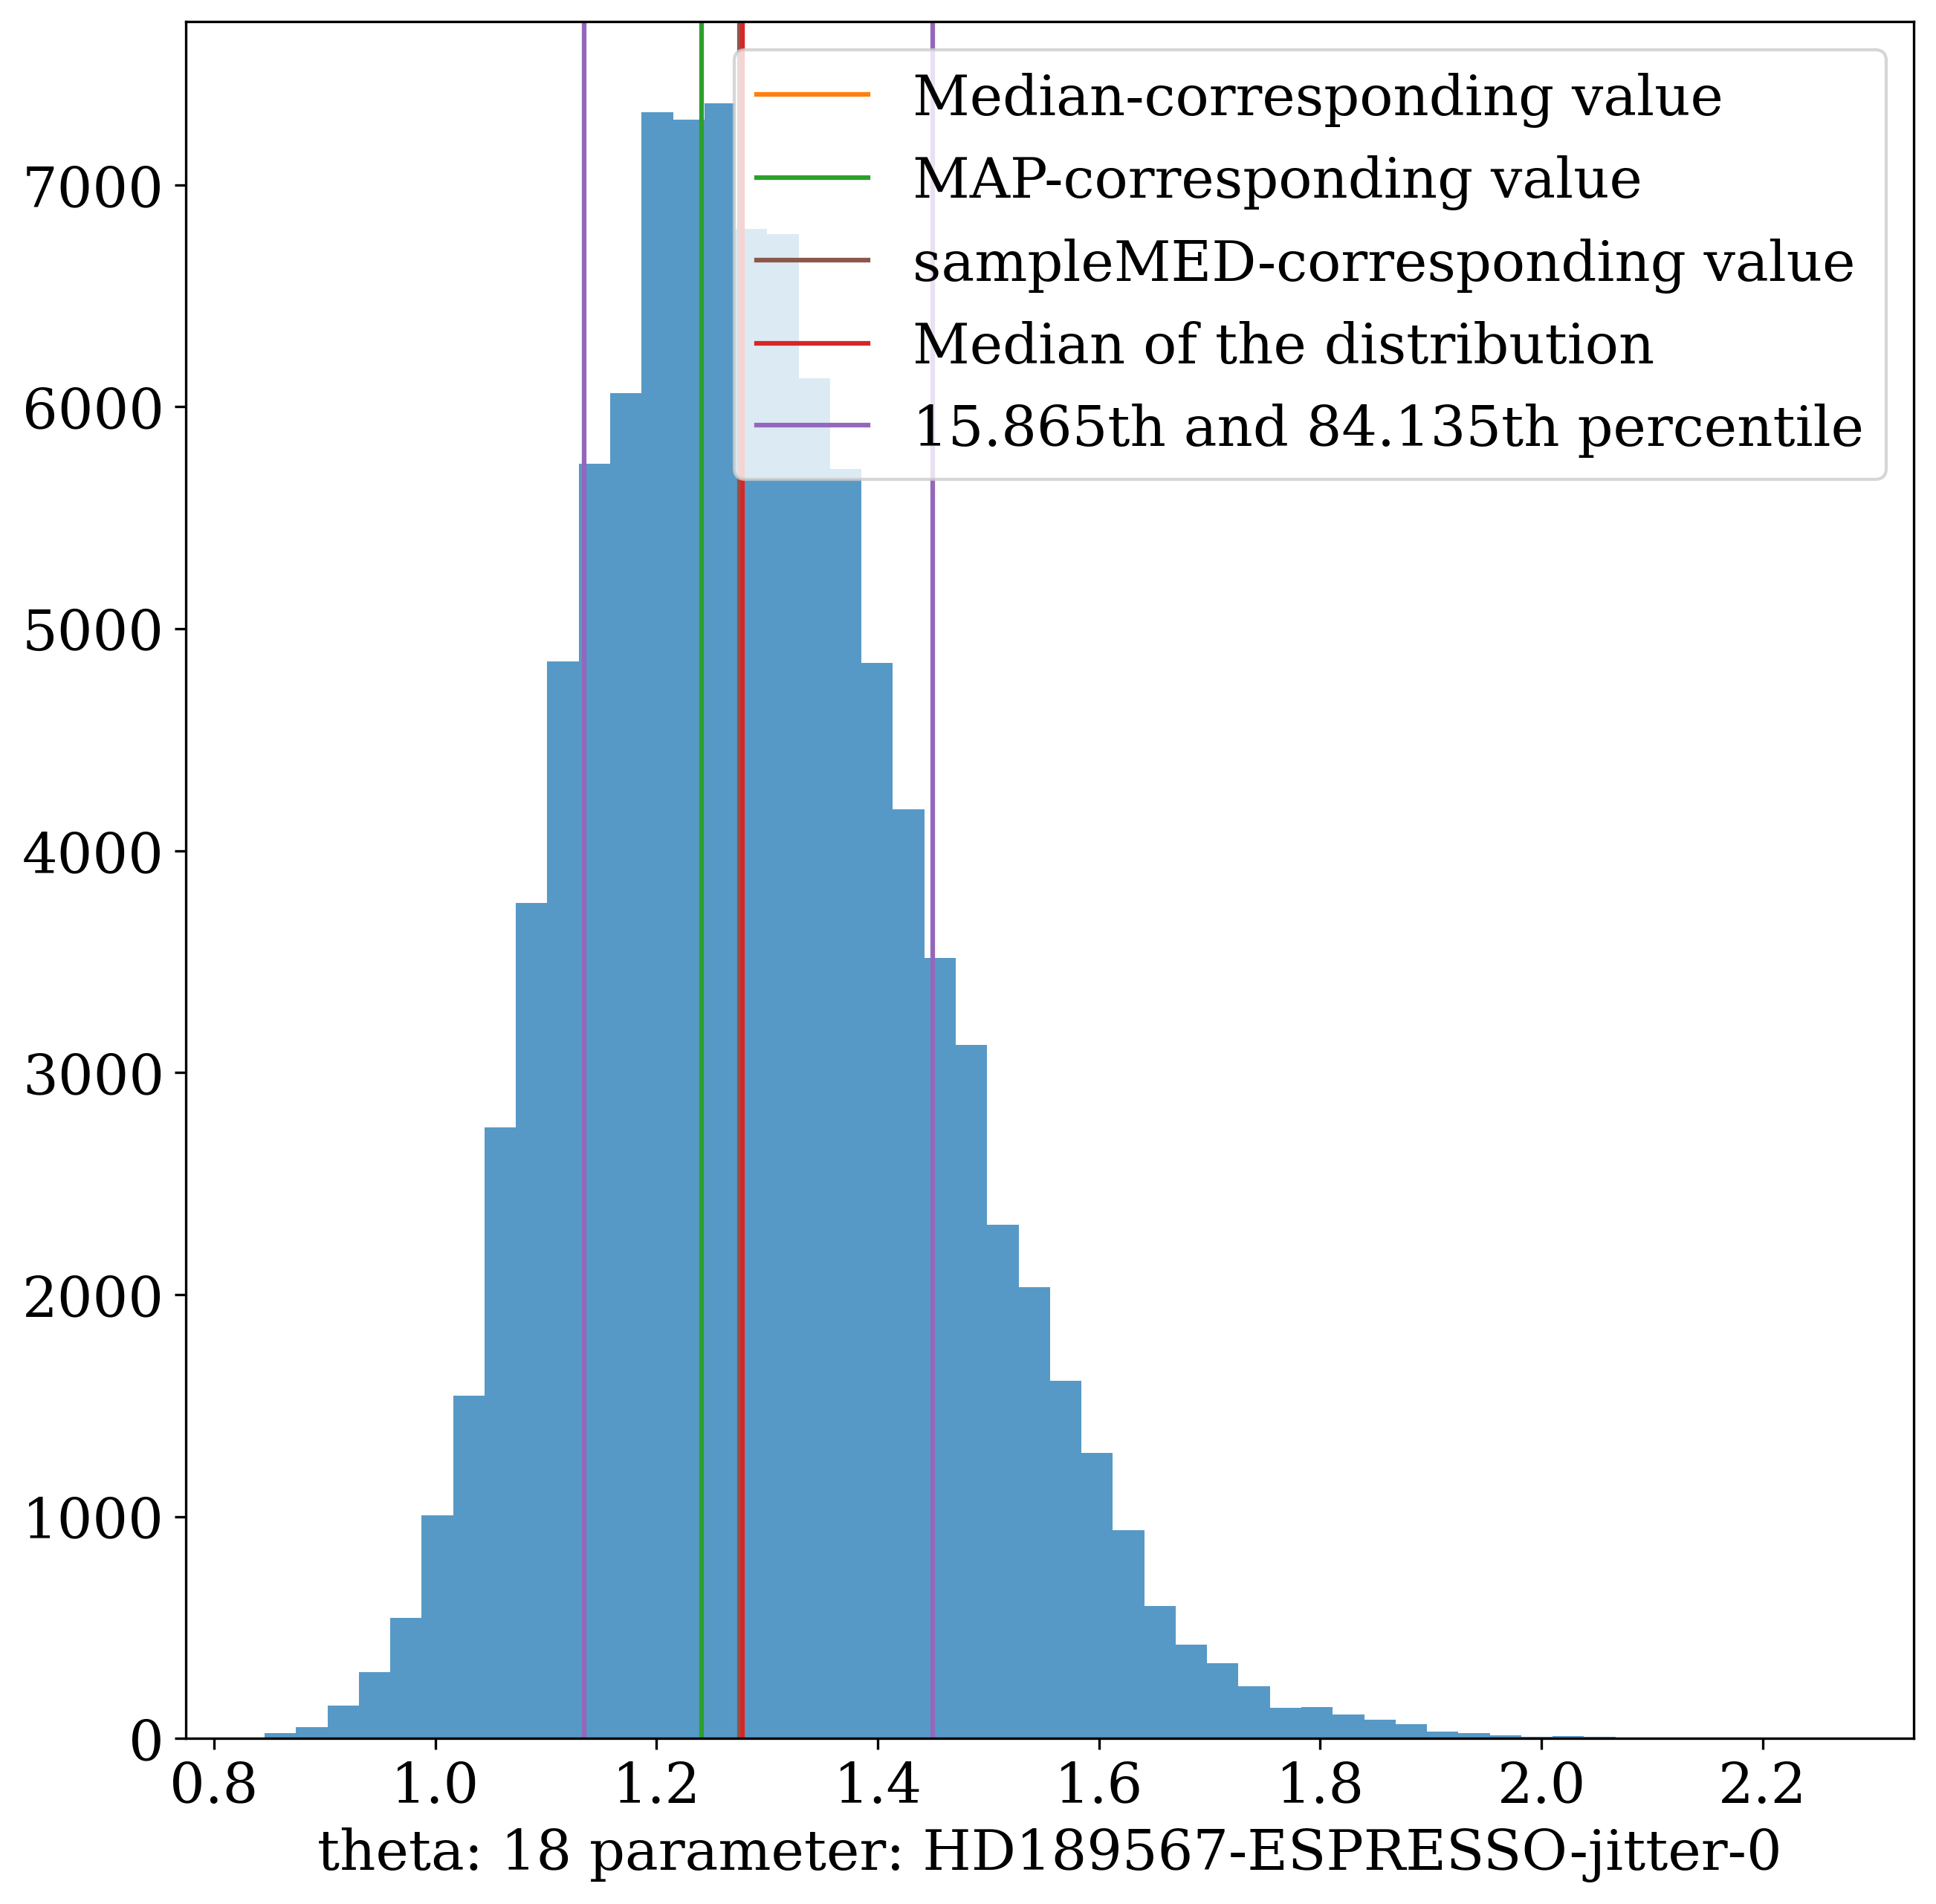 Median-corresponding value
MAP-corresponding value
sampleMED-corresponding value
Median of the distribution
15.865th and 84.135th percentile
7000
6000
5000
4000
3000
2000
1000
0
0.8 1.0 1.2 1.4 1.6 1.8 2.0 2.2
theta: 18 parameter: HD189567-ESPRESSO-jitter-0